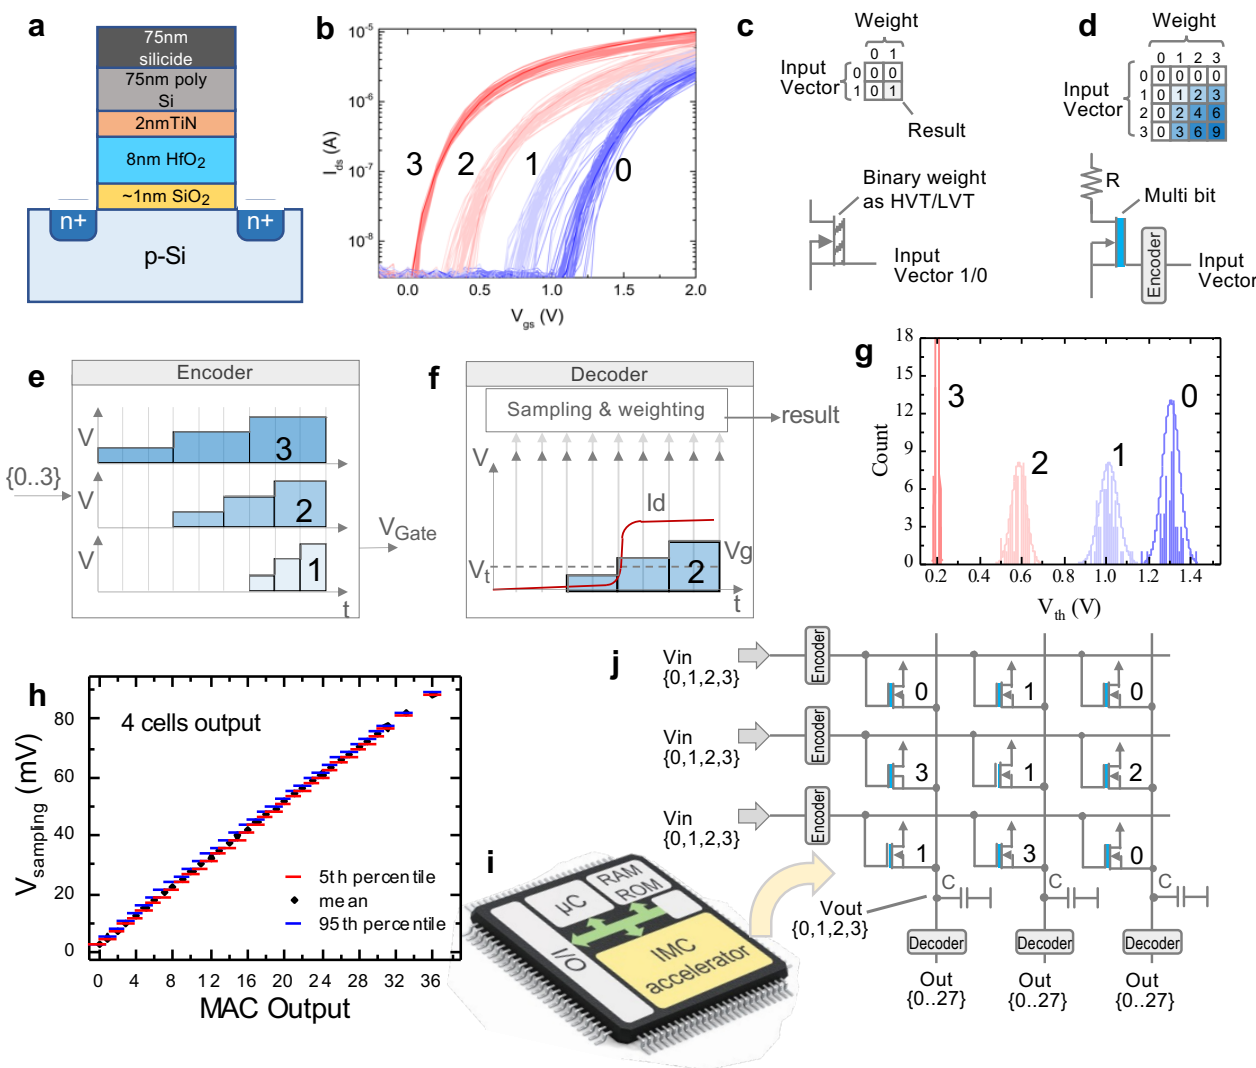 a
75nm
silicide
75nm poly
Si
2nmTiN
8nm HfO₂
~1nm SiO₂
n+
n+
p-Si
b
10⁻⁵
10⁻⁶
10⁻⁷
10⁻⁸
I_ds (A)
3
2
1
0
0.0
0.5
1.0
1.5
2.0
V_gs (V)
c
Weight
0 1
Input
Vector
0 0 0
1 0 1
Result
Binary weight
as HVT/LVT
Input
Vector 1/0
d
Weight
0 1 2 3
Input
Vector
0 0 0 0 0
1 0 1 2 3
2 0 2 4 6
3 0 3 6 9
R
Multi bit
Encoder
Input
Vector
e
Encoder
{0..3}
V
3
V
2
V
1
t
V_Gate
f
Decoder
Sampling & weighting
result
V
Id
V_t
Vg
2
t
g
18
15
12
9
6
3
0
Count
3
2
1
0
0.2
0.4
0.6
0.8
1.0
1.2
1.4
V_th (V)
h
4 cells output
80
60
40
20
0
V_sampling (mV)
5th percentile
mean
95th percentile
0
4
8
12
16
20
24
28
32
36
MAC Output
i
µC
RAM
ROM
I/O
IMC
accelerator
j
Vin
{0,1,2,3}
Encoder
0
1
0
Vin
{0,1,2,3}
Encoder
3
1
2
Vin
{0,1,2,3}
Encoder
1
3
0
C
C
C
Vout
{0,1,2,3}
Decoder
Decoder
Decoder
Out
{0..27}
Out
{0..27}
Out
{0..27}